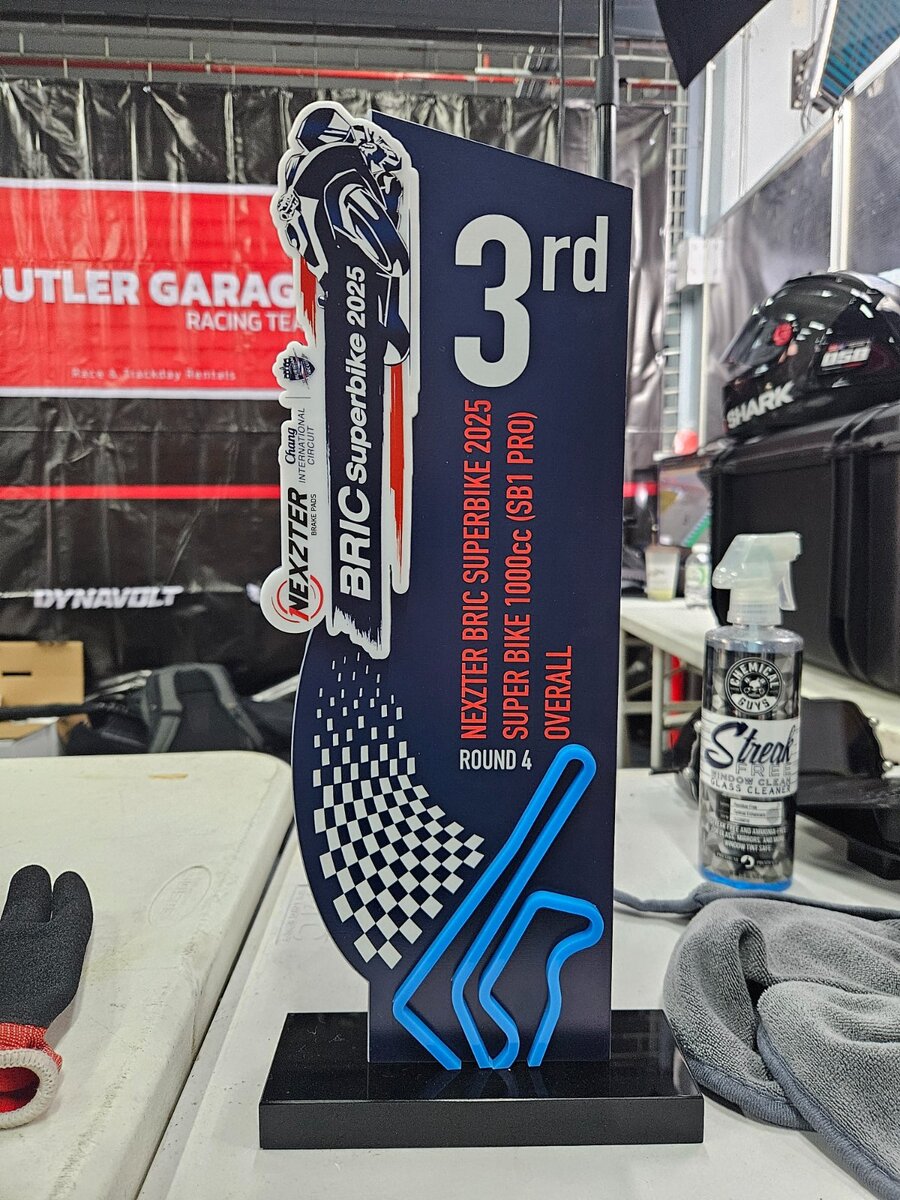 BUTLER GARAG
RACING TEA
Race & Trackday Rentals
DYNAVOLT
NEXZTER
BRAKE PADS
Chang
INTERNATIONAL
CIRCUIT
BRIC Superbike 2025
3rd
NEXZTER BRIC SUPERBIKE 2025
SUPER BIKE 1000cc (SB1 PRO)
OVERALL
ROUND 4
SHARK
CHEMICAL
GUYS
Streak
FREE
WINDOW CLEAN
GLASS CLEANER